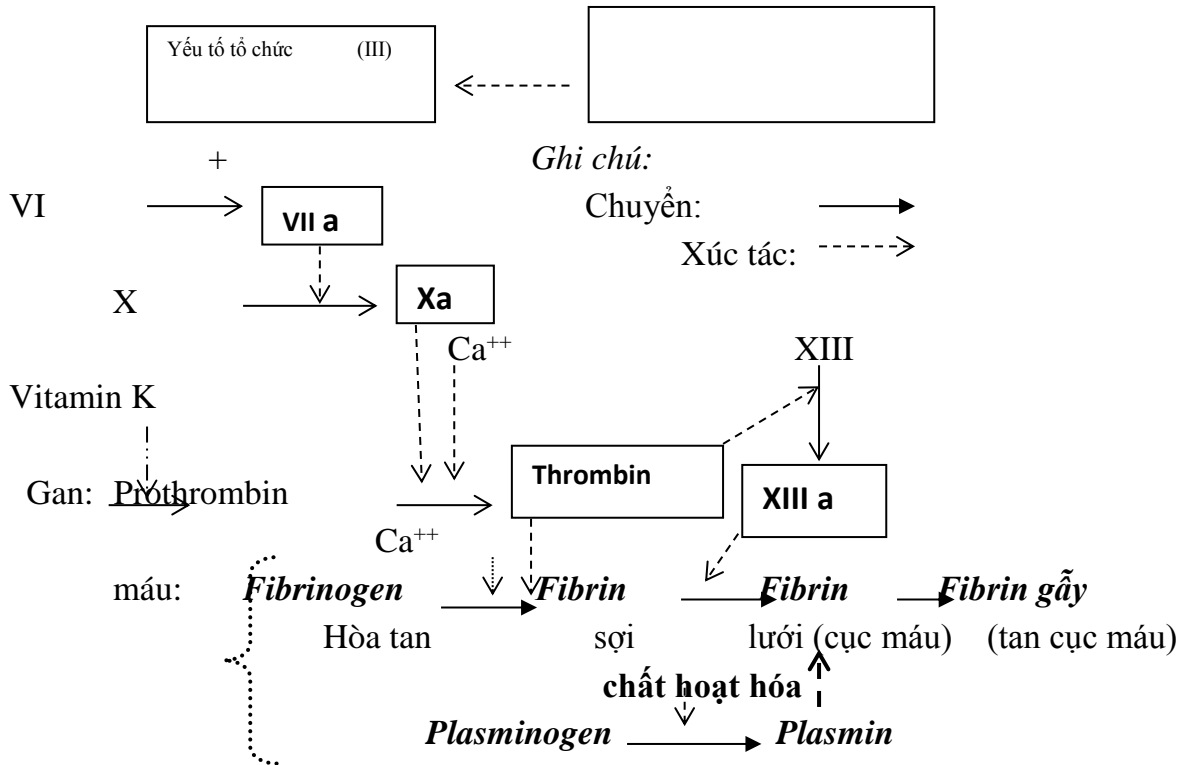 Yếu tố tổ chức (III)
+ Ghi chú:
VI VII a Chuyển:
Xúc tác:
X Xa
Ca++ XIII
Vitamin K
Thrombin
Gan: Prothrombin XIII a
Ca++
máu: Fibrinogen Fibrin Fibrin Fibrin gẫy
Hòa tan sợi lưới (cục máu) (tan cục máu)
chất hoạt hóa
Plasminogen Plasmin